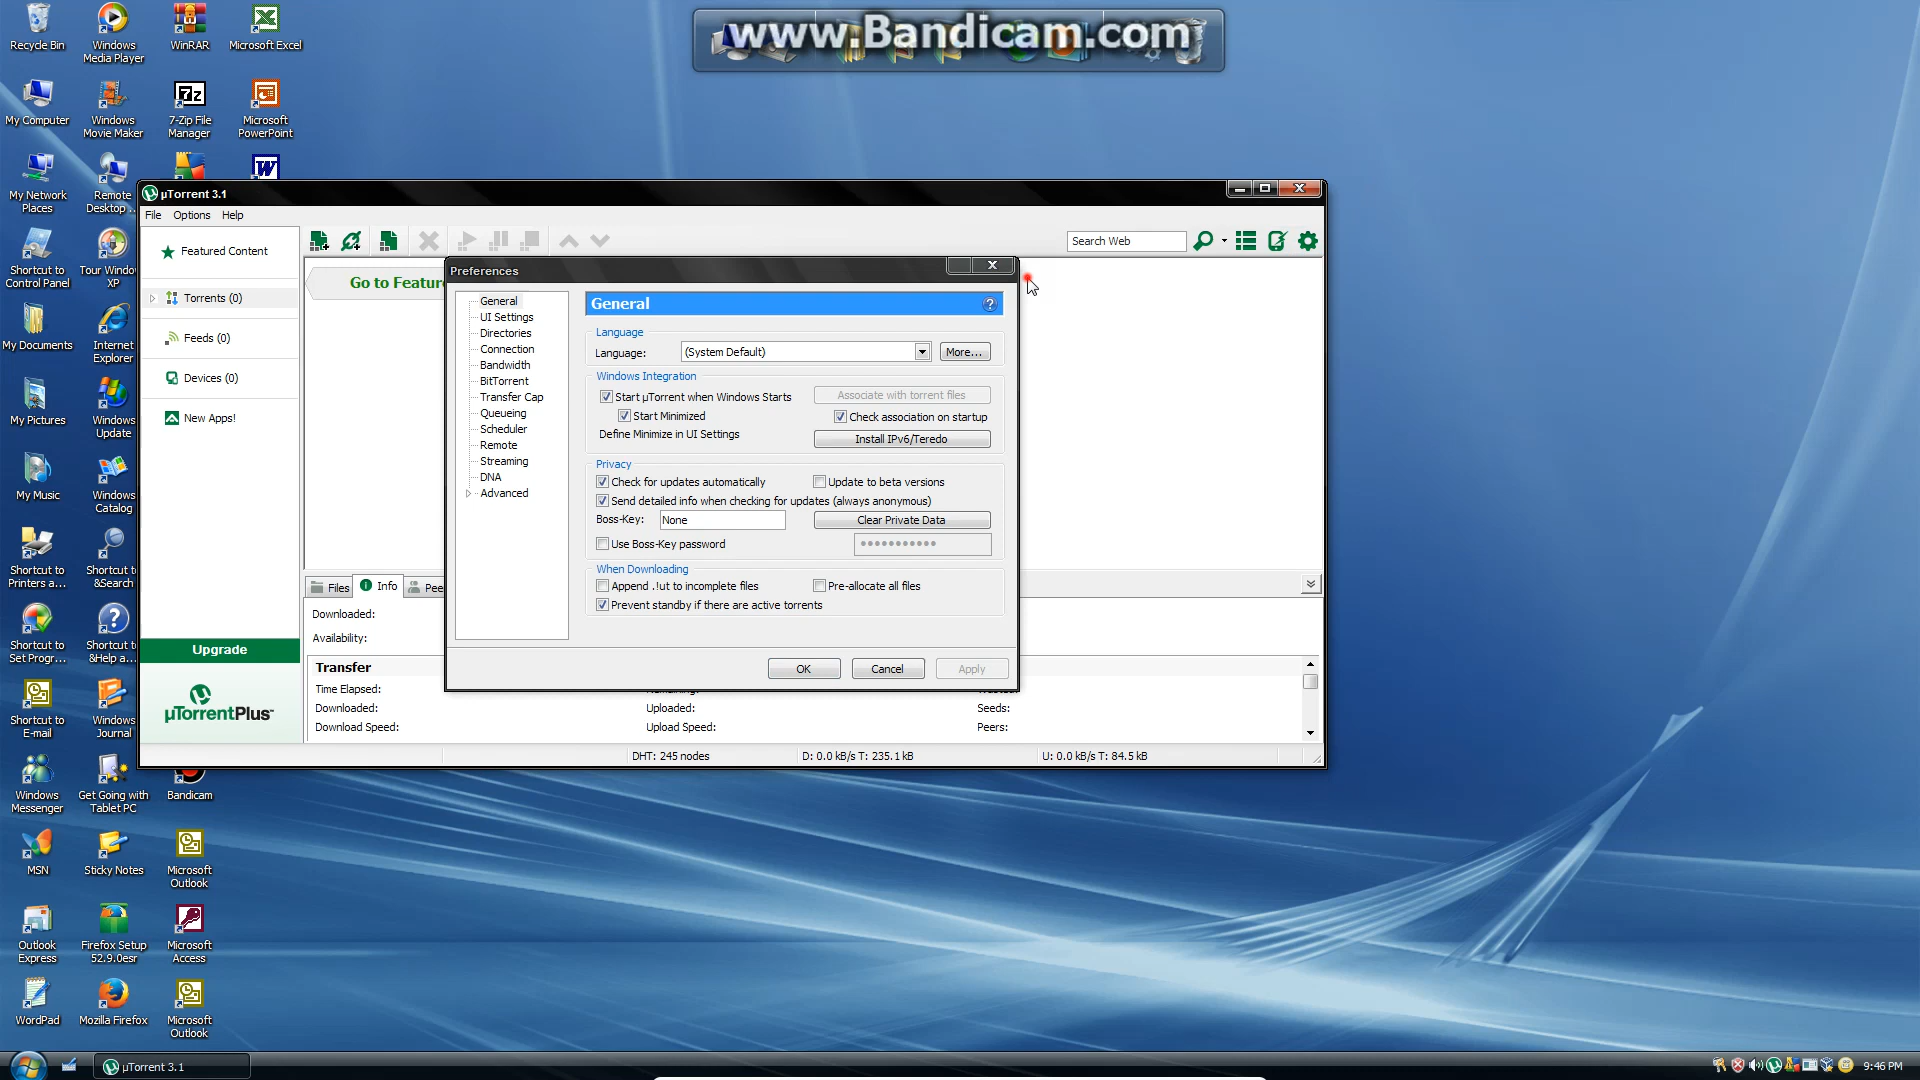 www.Bandicam.com
Recycle Bin
Windows
Media Player
WinRAR
Microsoft Excel
My Computer
Windows
Movie Maker
7-Zip File
Manager
Microsoft
PowerPoint
My Network
Places
Remote
Desktop ...
Shortcut to
Control Panel
Tour Window
XP
My Documents
Internet
Explorer
My Pictures
Windows
Update
My Music
Windows
Catalog
Shortcut to
Printers a...
Shortcut to
&Search
Shortcut to
Set Progr...
Shortcut to
&Help a...
Shortcut to
E-mail
Windows
Journal
Windows
Messenger
Get Going with
Tablet PC
Bandicam
MSN
Sticky Notes
Microsoft
Outlook
Outlook
Express
Firefox Setup
52.9.0esr
Microsoft
Access
WordPad
Mozilla Firefox
Microsoft
Outlook
µTorrent 3.1
File Options Help
Featured Content
Torrents (0)
Feeds (0)
Devices (0)
New Apps!
Upgrade
µTorrentPlus™
Search Web
Go to Featur
Preferences
General
UI Settings
Directories
Connection
Bandwidth
BitTorrent
Transfer Cap
Queueing
Scheduler
Remote
Streaming
DNA
Advanced
General
Language
Language: (System Default) More...
Windows Integration
Start µTorrent when Windows Starts Associate with torrent files
Start Minimized Check association on startup
Define Minimize in UI Settings Install IPv6/Teredo
Privacy
Check for updates automatically Update to beta versions
Send detailed info when checking for updates (always anonymous)
Boss-Key: None Clear Private Data
Use Boss-Key password
When Downloading
Append .!ut to incomplete files Pre-allocate all files
Prevent standby if there are active torrents
OK Cancel Apply
Files Info Pee
Downloaded:
Availability:
Transfer
Time Elapsed: Remaining: Wasted:
Downloaded: Uploaded: Seeds:
Download Speed: Upload Speed: Peers:
DHT: 245 nodes D: 0.0 kB/s T: 235.1 kB U: 0.0 kB/s T: 84.5 kB
µTorrent 3.1
9:46 PM